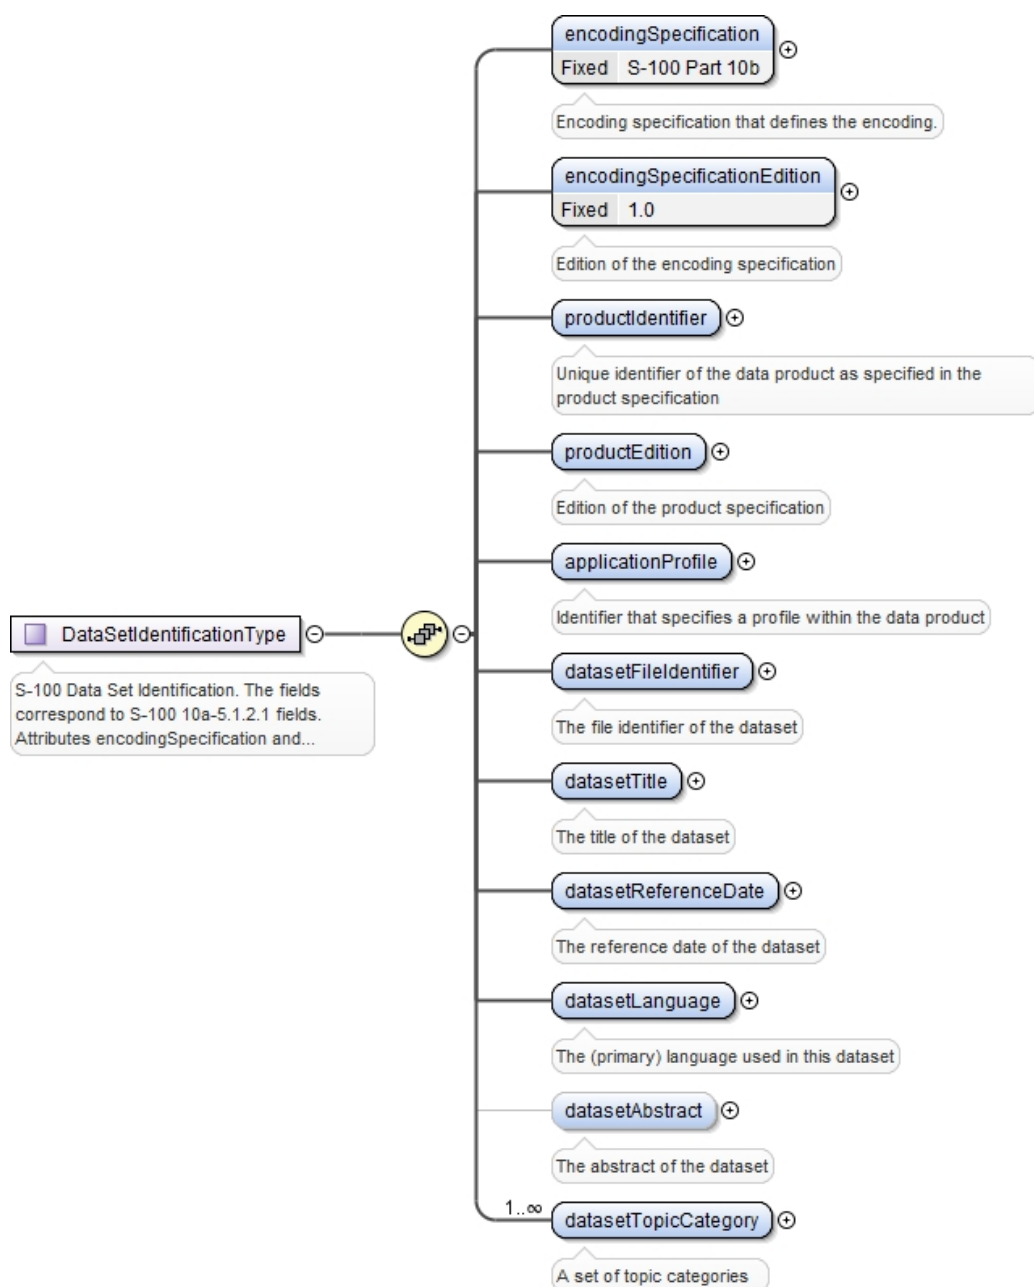 encodingSpecification
Fixed S-100 Part 10b
Encoding specification that defines the encoding.
encodingSpecificationEdition
Fixed 1.0
Edition of the encoding specification
productIdentifier
Unique identifier of the data product as specified in the
product specification
productEdition
Edition of the product specification
applicationProfile
Identifier that specifies a profile within the data product
DataSetIdentificationType
S-100 Data Set Identification. The fields
correspond to S-100 10a-5.1.2.1 fields.
Attributes encodingSpecification and...
datasetFileIdentifier
The file identifier of the dataset
datasetTitle
The title of the dataset
datasetReferenceDate
The reference date of the dataset
datasetLanguage
The (primary) language used in this dataset
datasetAbstract
The abstract of the dataset
1..∞
datasetTopicCategory
A set of topic categories